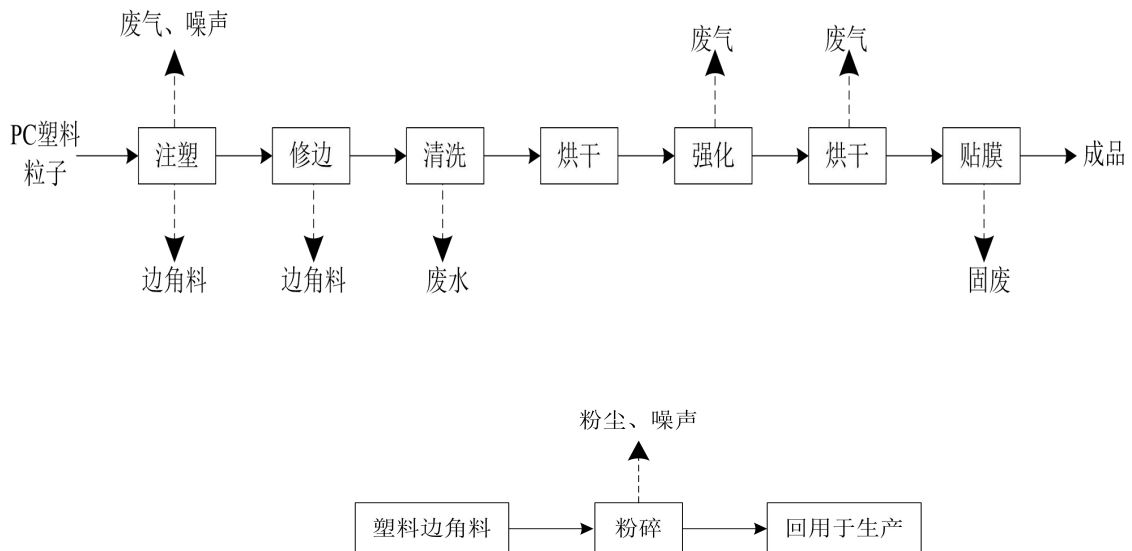 废气、噪声
废气
废气
PC塑料
粒子
注塑
修边
清洗
烘干
强化
烘干
贴膜
成品
边角料
边角料
废水
固废
粉尘、噪声
塑料边角料
粉碎
回用于生产